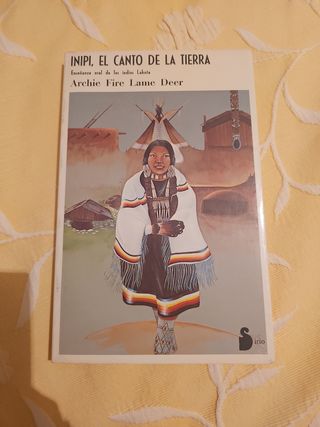 INIPI, EL CANTO DE LA TIERRA
Enseñanza oral de los indios Lakota
Archie Fire Lame Deer
Sirio